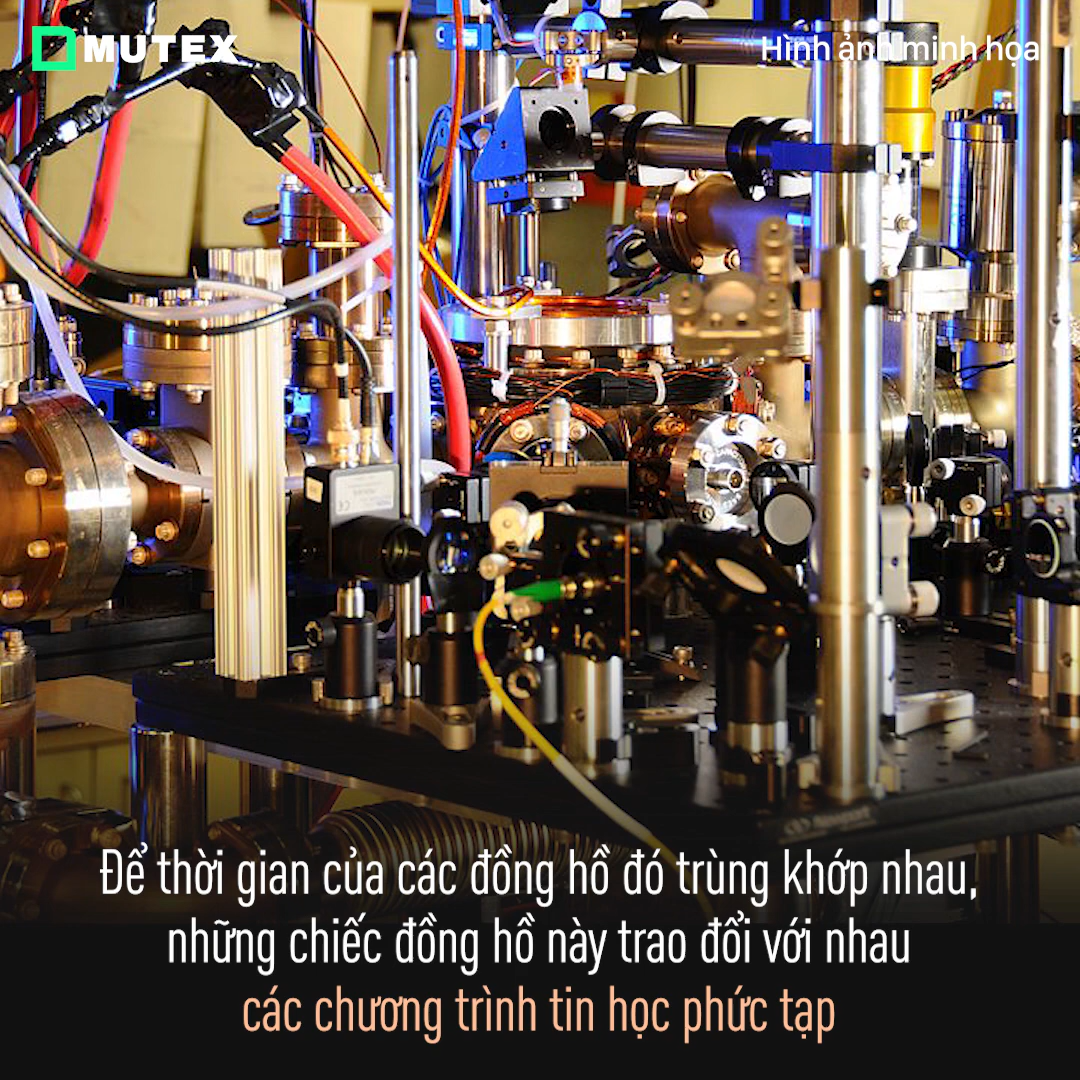 MUTEX
Hình ảnh minh họa
Để thời gian của các đồng hồ đó trùng khớp nhau,
những chiếc đồng hồ này trao đổi với nhau
các chương trình tin học phức tạp